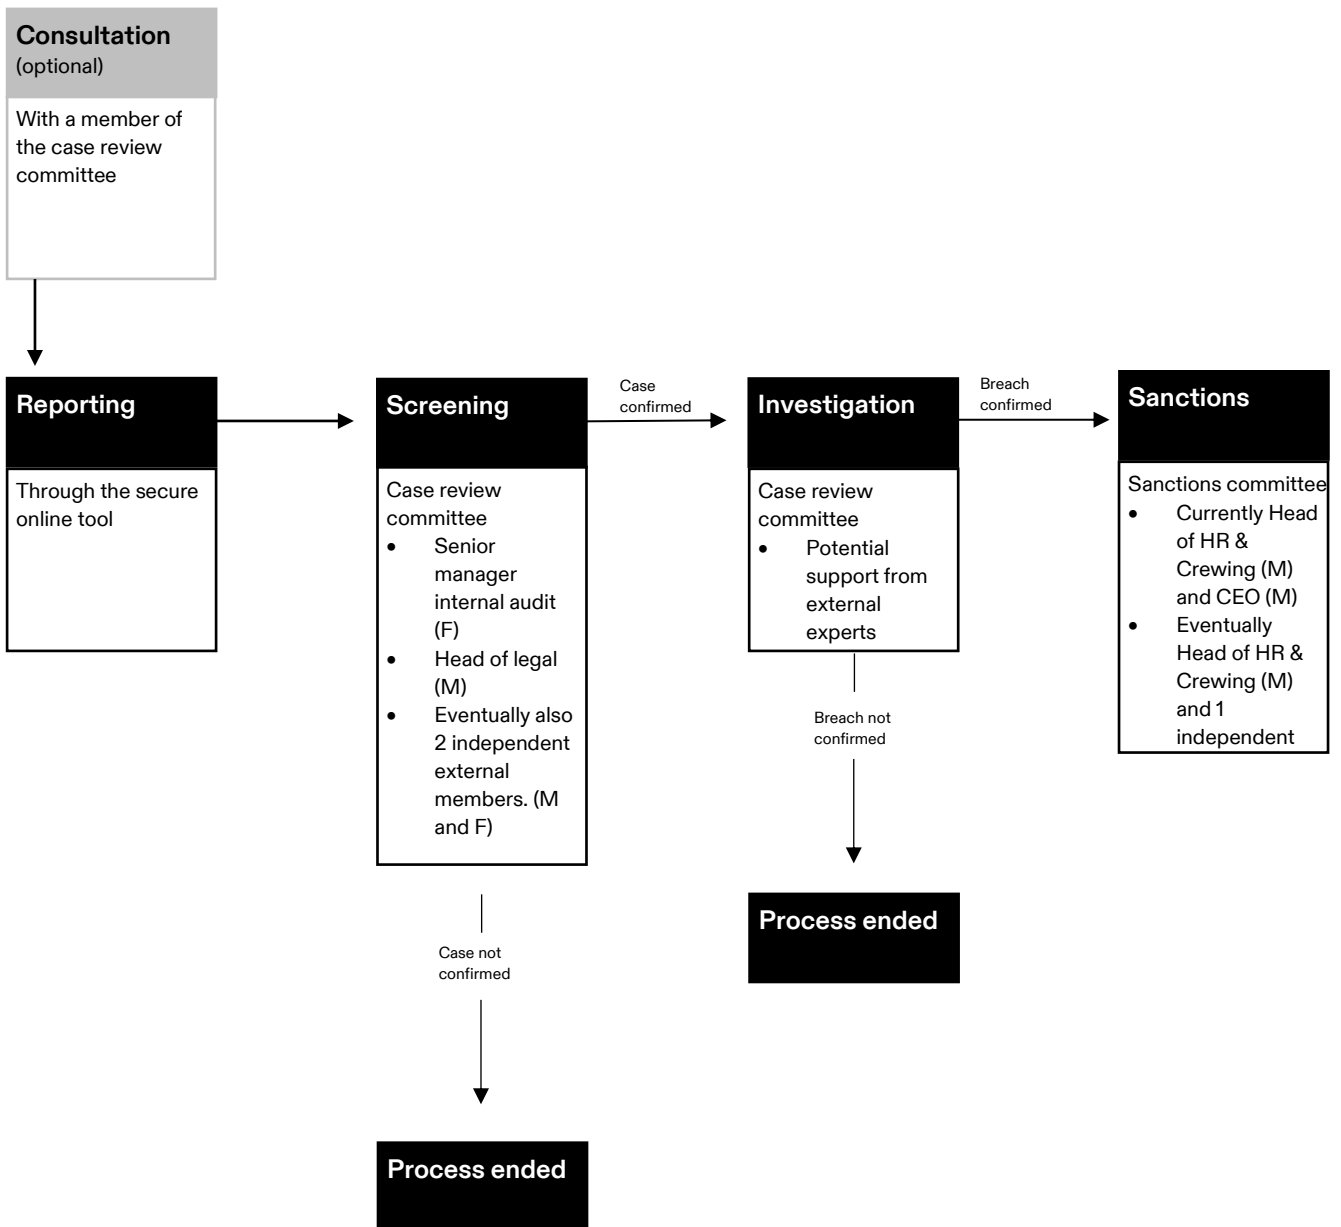 Consultation
(optional)
With a member of
the case review
committee
Reporting
Through the secure
online tool
Screening
Case review
committee
• Senior
manager
internal audit
(F)
• Head of legal
(M)
• Eventually also
2 independent
external
members. (M
and F)
Case
confirmed
Case not
confirmed
Process ended
Investigation
Case review
committee
• Potential
support from
external
experts
Breach not
confirmed
Process ended
Breach
confirmed
Sanctions
Sanctions committee
• Currently Head
of HR &
Crewing (M)
and CEO (M)
• Eventually
Head of HR &
Crewing (M)
and 1
independent